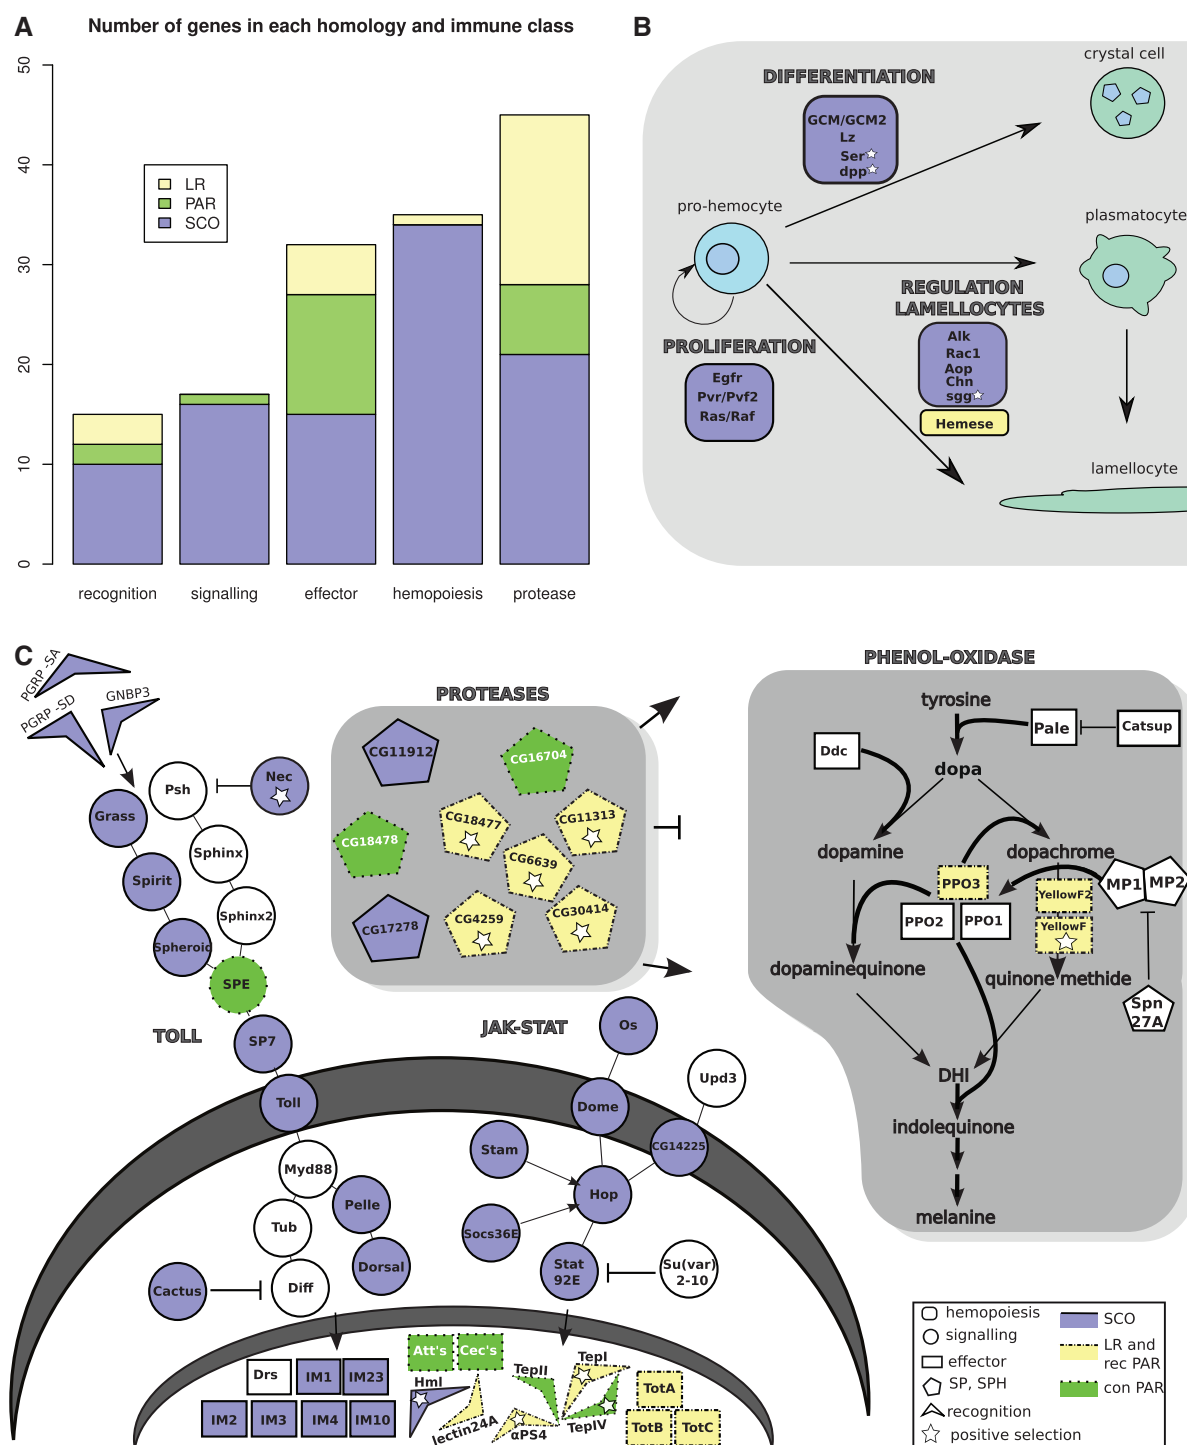 A
Number of genes in each homology and immune class
50
40
30
20
10
0
LR
PAR
SCO
recognition
signalling
effector
hemopoiesis
protease
B
DIFFERENTIATION
GCM/GCM2
Lz
Ser
dpp
crystal cell
pro-hemocyte
plasmatocyte
REGULATION
LAMELLOCYTES
Alk
Rac1
Aop
Chn
sgg
Hemese
PROLIFERATION
Egfr
Pvr/Pvf2
Ras/Raf
lamellocyte
C
PGRP -SA
PGRP -SD
GNBP3
Psh
Nec
Grass
Sphinx
Spirit
Sphinx2
Spheroid
SPE
TOLL
SP7
Toll
Myd88
Tub
Pelle
Diff
Dorsal
Cactus
PROTEASES
CG11912
CG16704
CG18478
CG18477
CG11313
CG6639
CG17278
CG4259
CG30414
JAK-STAT
Os
Upd3
Dome
CG14225
Stam
Hop
Socs36E
Stat
92E
Su(var)
2-10
Drs
IM1
IM23
IM2
IM3
IM4
IM10
Att's
Cec's
Hml
lectin24A
TepII
TepI
αPS4
TepIV
TotA
TotB
TotC
PHENOL-OXIDASE
tyrosine
Pale
Catsup
Ddc
dopa
dopamine
dopachrome
PPO3
PPO2
PPO1
YellowF2
YellowF
MP1
MP2
dopaminequinone
quinone methide
Spn
27A
DHI
indolequinone
melanine
hemopoiesis
signalling
effector
SP, SPH
recognition
positive selection
SCO
LR and
rec PAR
con PAR